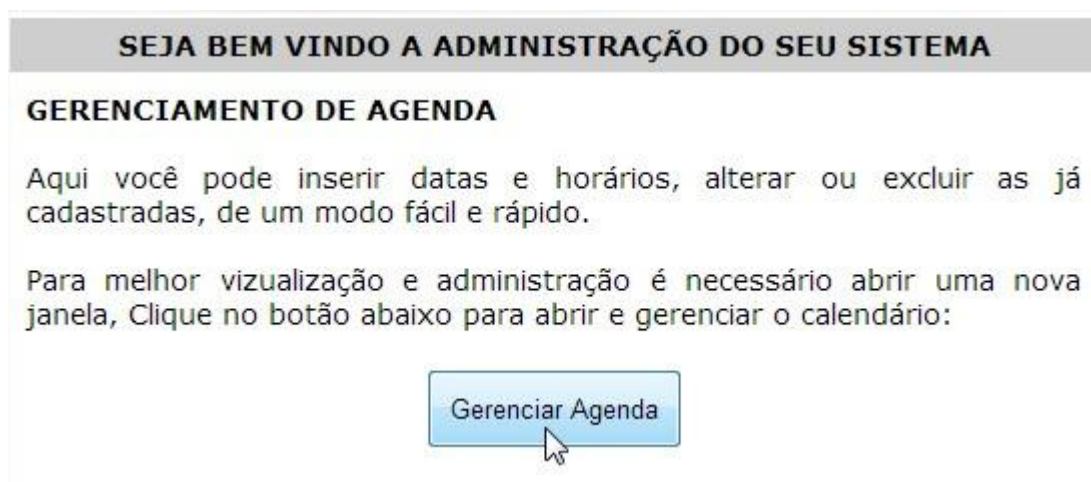 SEJA BEM VINDO A ADMINISTRAÇÃO DO SEU SISTEMA
GERENCIAMENTO DE AGENDA
Aqui você pode inserir datas e horários, alterar ou excluir as já
cadastradas, de um modo fácil e rápido.
Para melhor vizualização e administração é necessário abrir uma nova
janela, Clique no botão abaixo para abrir e gerenciar o calendário:
Gerenciar Agenda